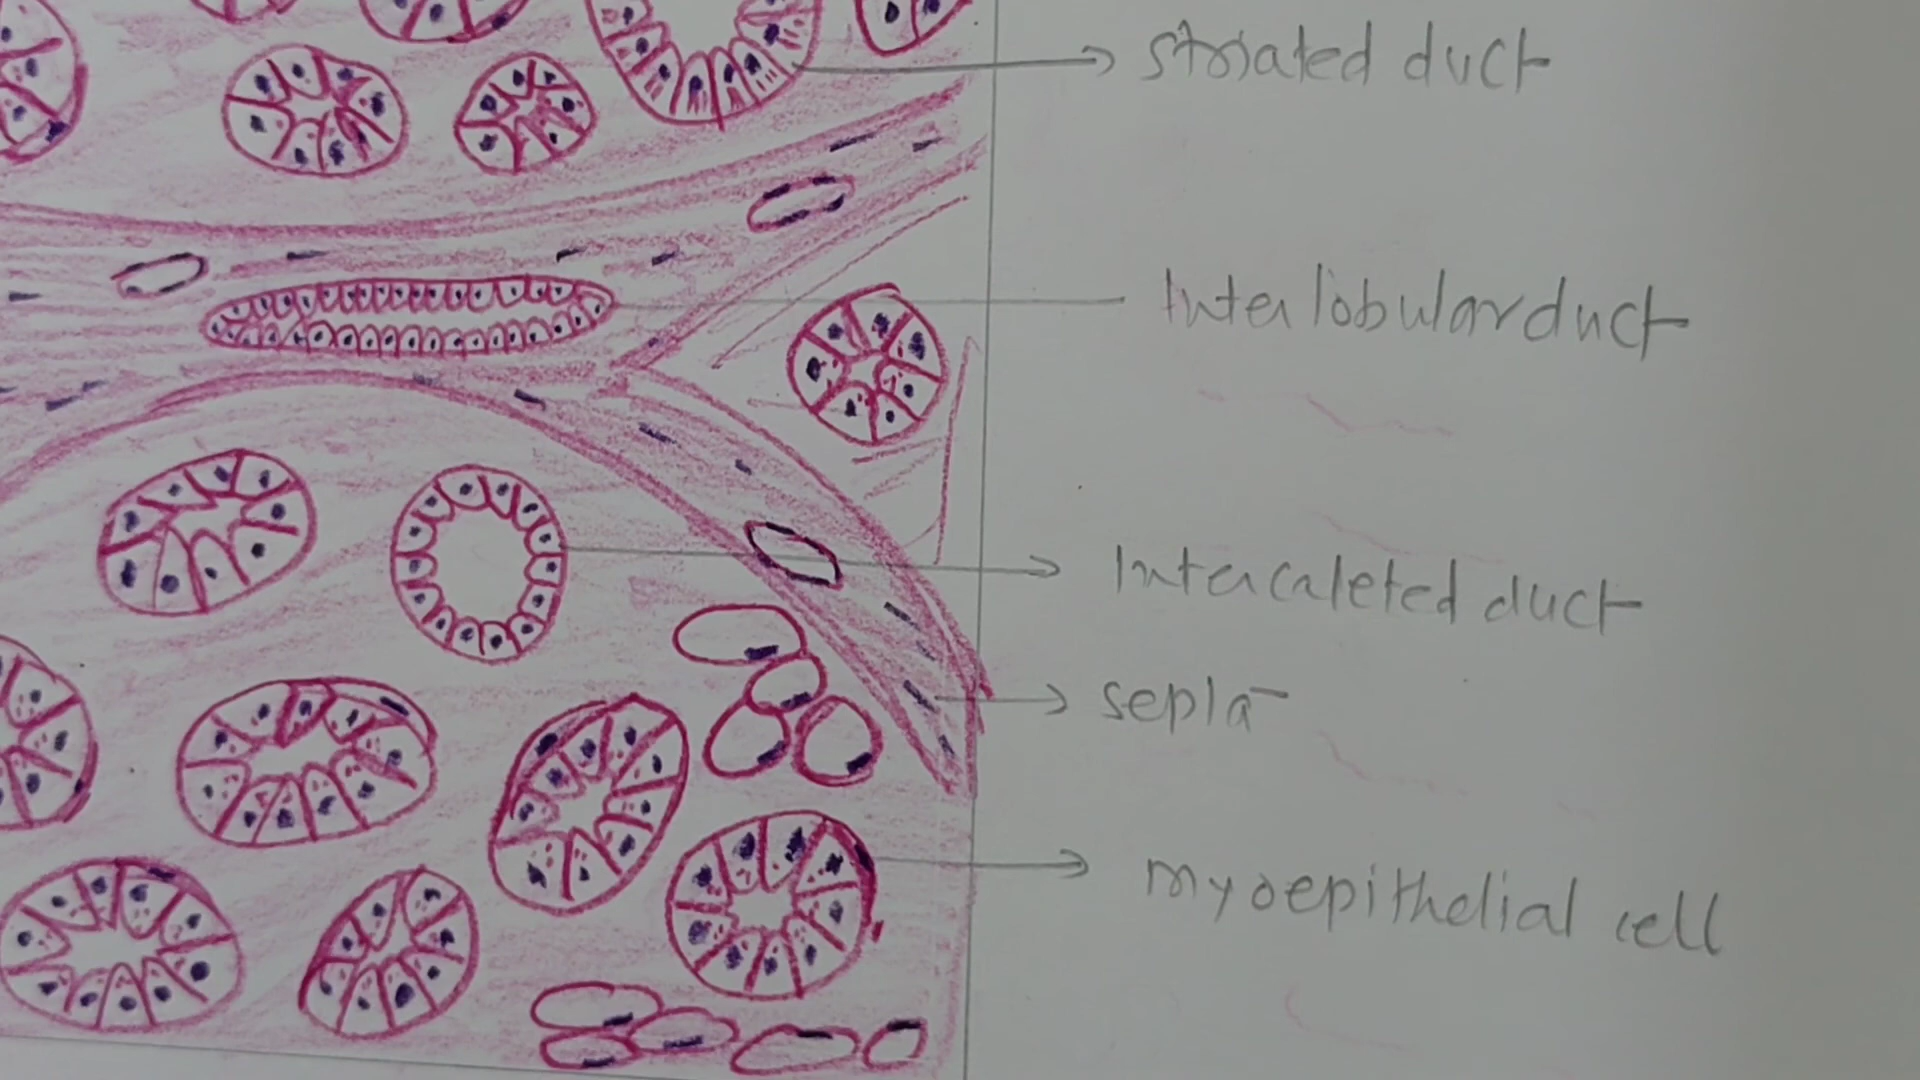 striated duct
Interlobular duct
Intercaleted duct
septa
myoepithelial cell